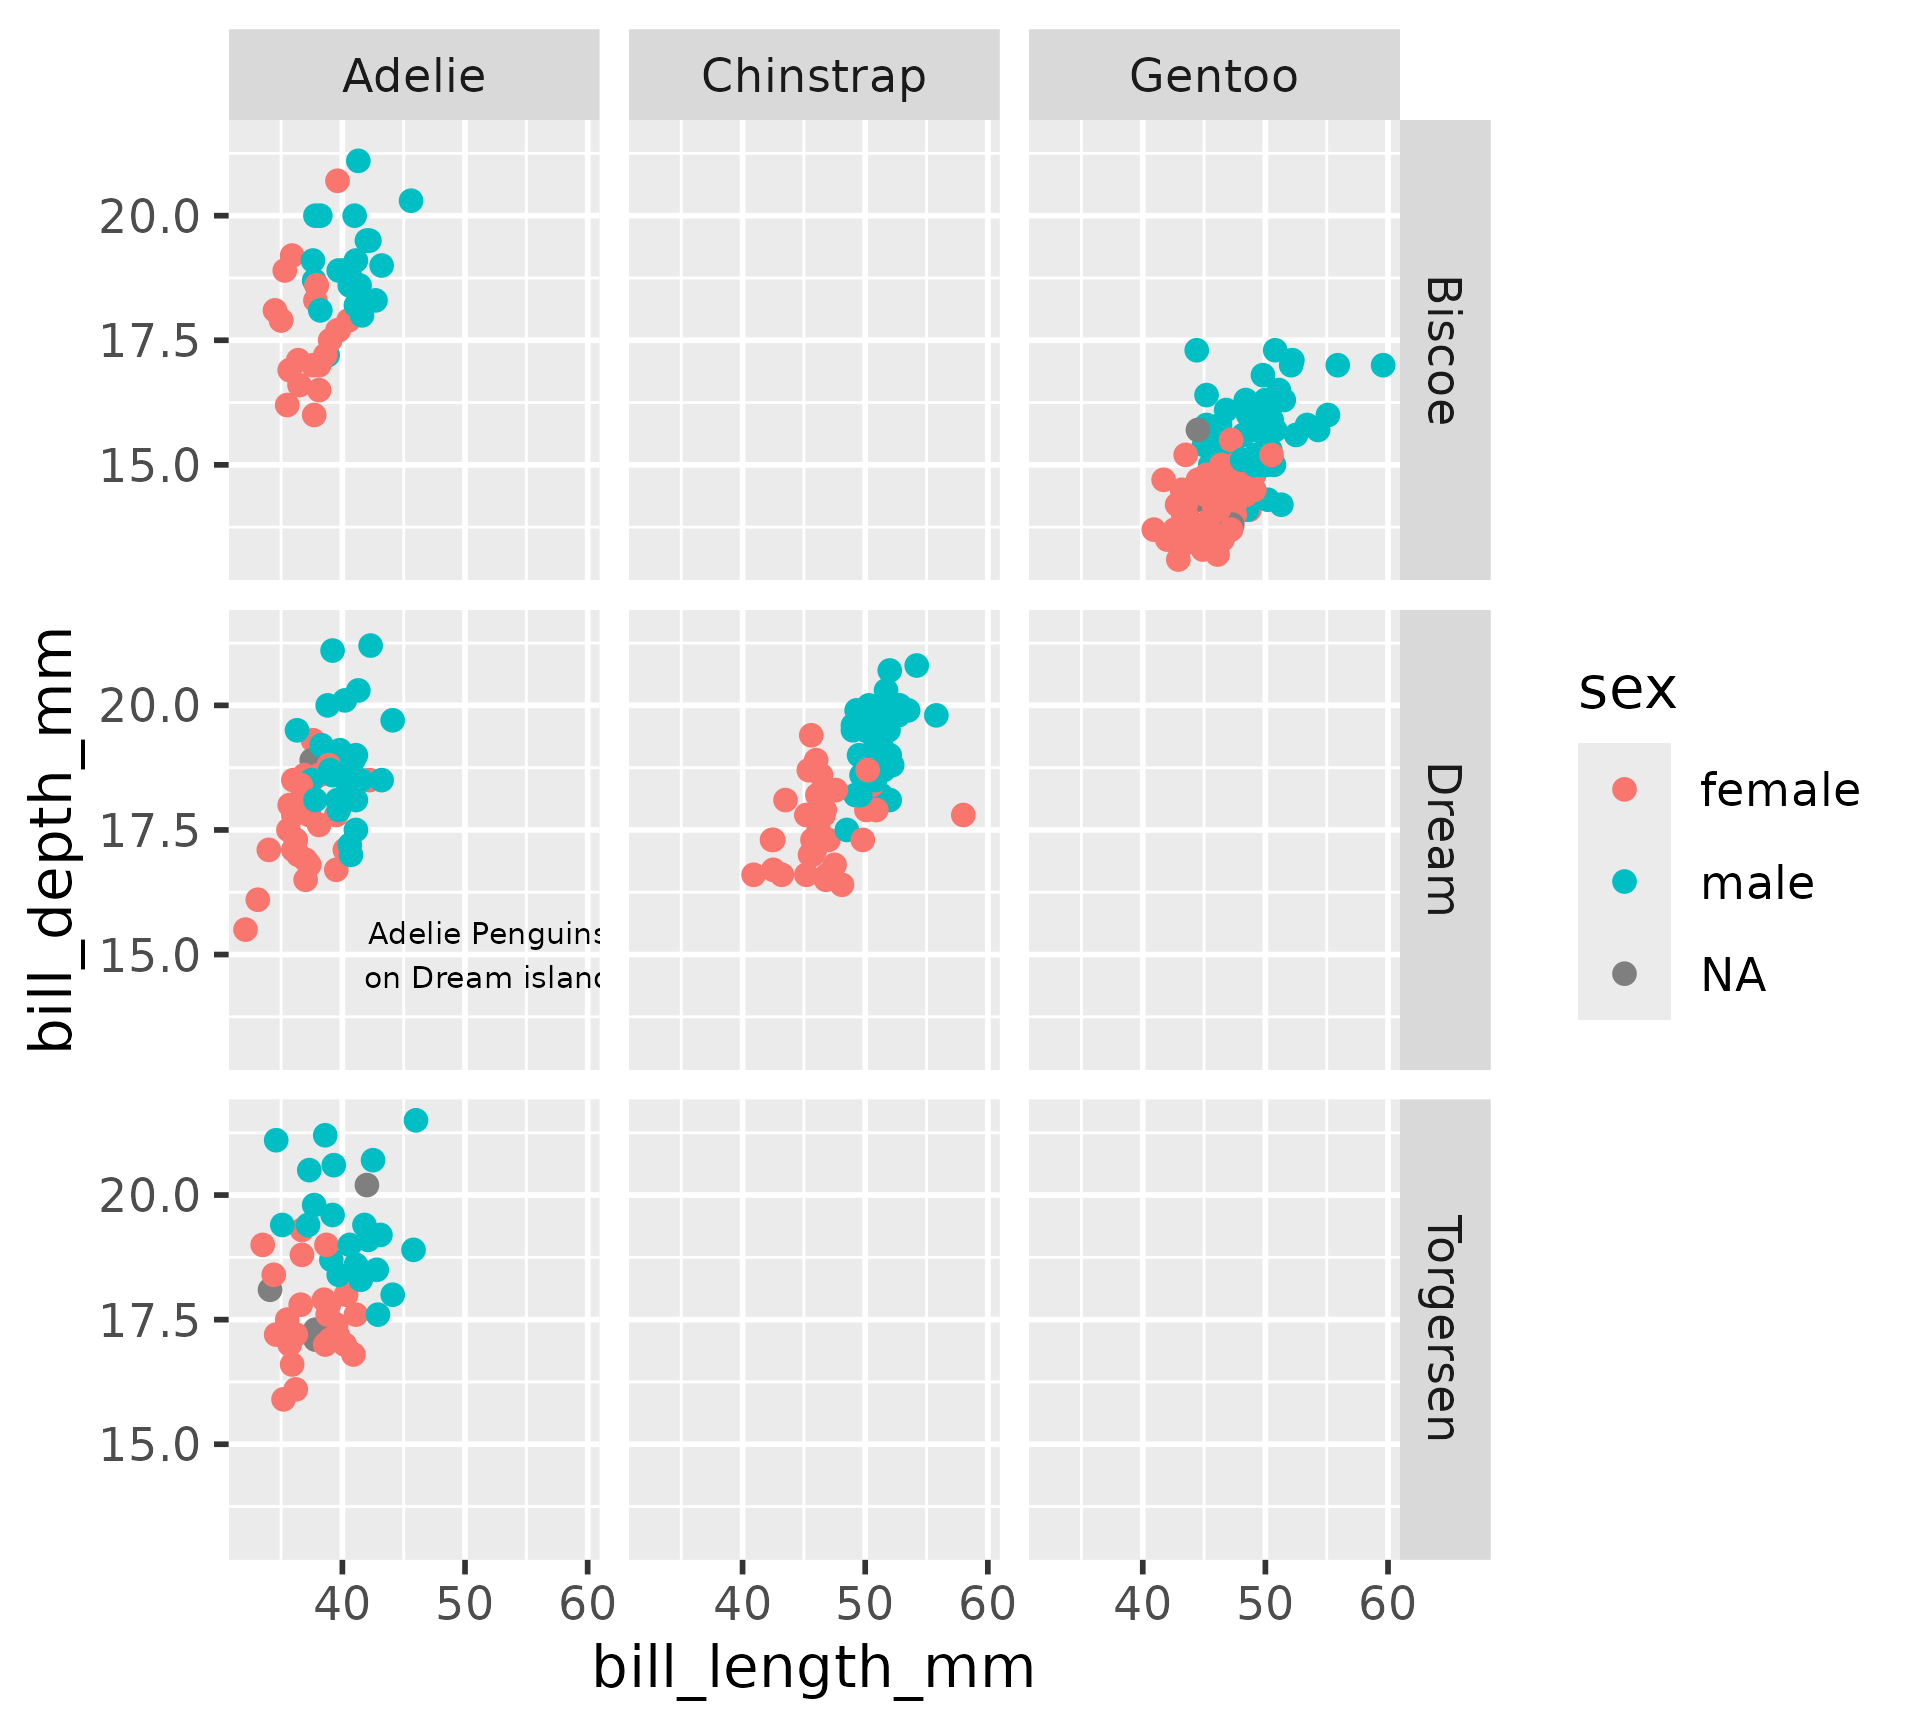 Adelie Chinstrap Gentoo
20.0
17.5
15.0
Biscoe
20.0
17.5
15.0
Adelie Penguins
on Dream island
Dream
20.0
17.5
15.0
Torgersen
40 50 60 40 50 60 40 50 60
bill_length_mm
bill_depth_mm
sex
female
male
NA